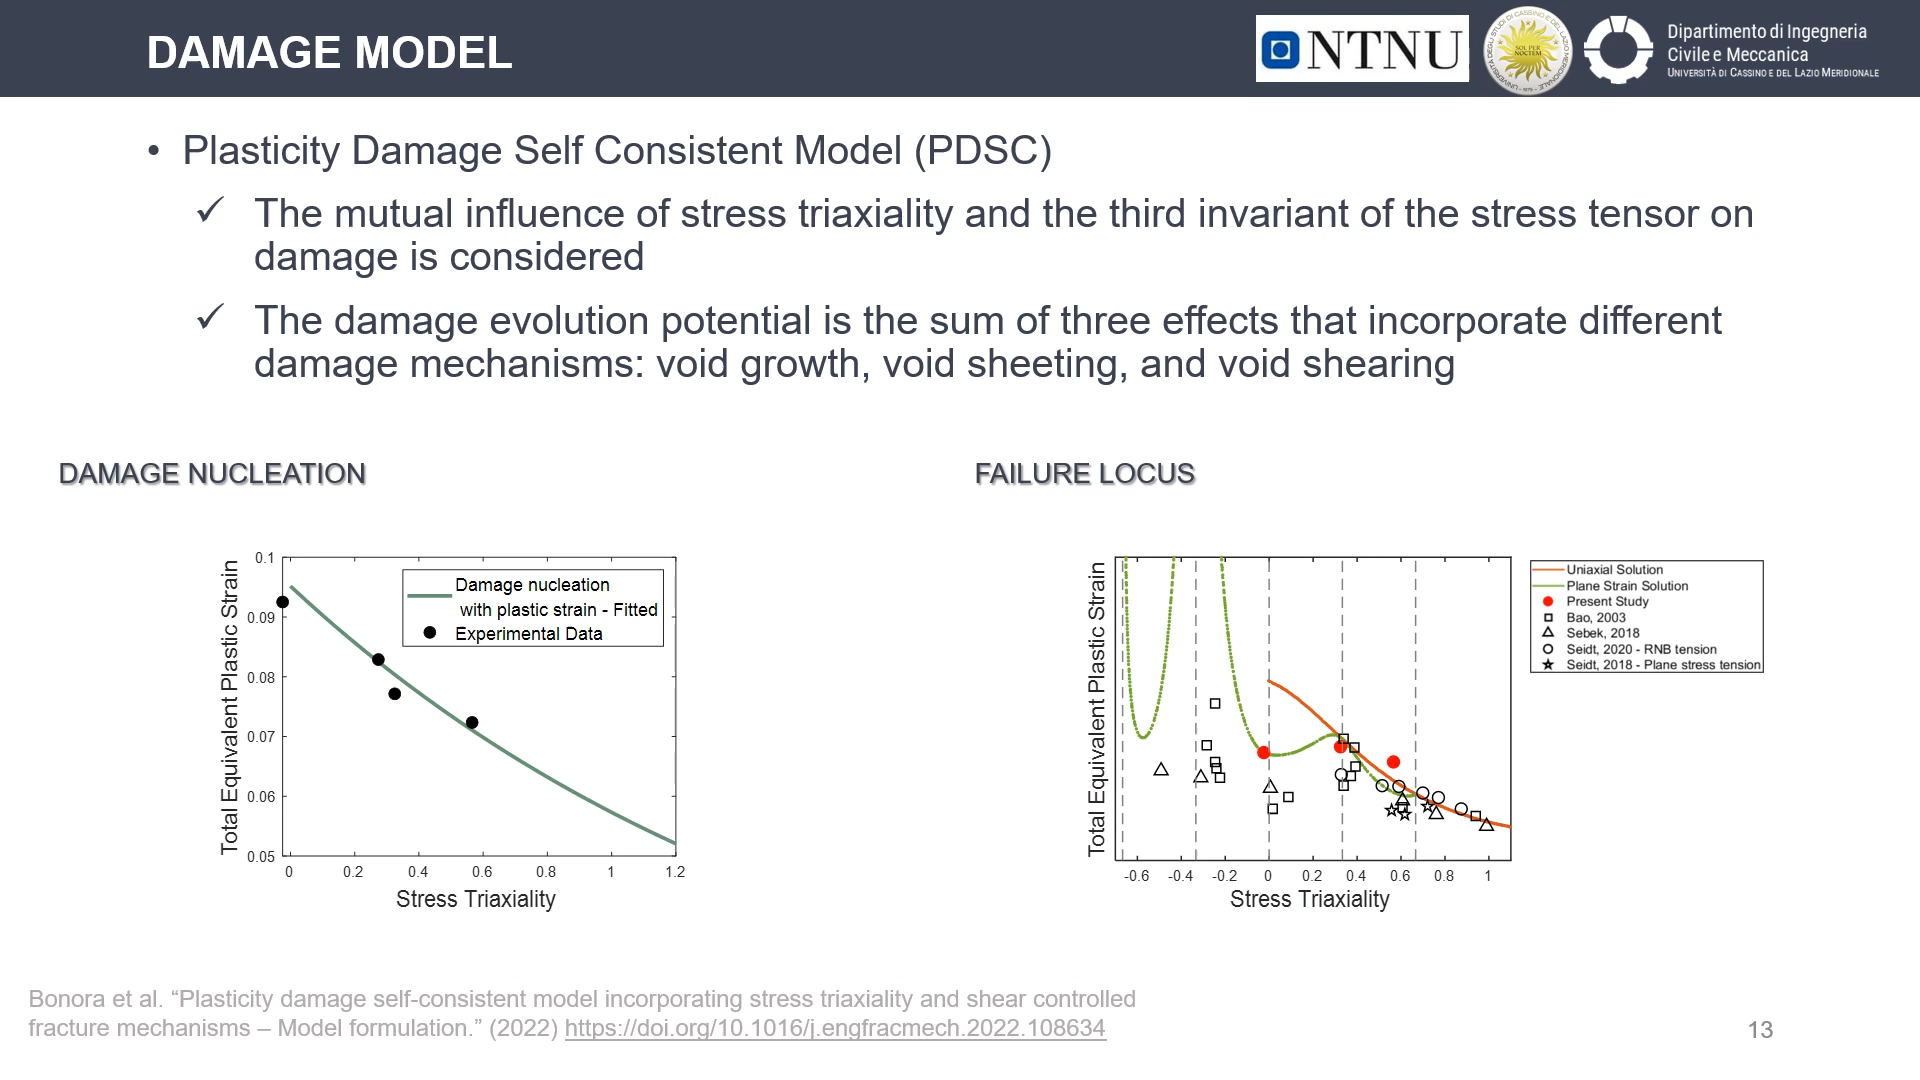 DAMAGE MODEL
NTNU
Dipartimento di Ingegneria
Civile e Meccanica
UNIVERSITÀ DI CASSINO E DEL LAZIO MERIDIONALE
SOL PER
NOCTEM
• Plasticity Damage Self Consistent Model (PDSC)
✓ The mutual influence of stress triaxiality and the third invariant of the stress tensor on
damage is considered
✓ The damage evolution potential is the sum of three effects that incorporate different
damage mechanisms: void growth, void sheeting, and void shearing
DAMAGE NUCLEATION
Total Equivalent Plastic Strain
0.1
0.09
0.08
0.07
0.06
0.05
Damage nucleation
with plastic strain - Fitted
Experimental Data
0 0.2 0.4 0.6 0.8 1 1.2
Stress Triaxiality
FAILURE LOCUS
Total Equivalent Plastic Strain
-0.6 -0.4 -0.2 0 0.2 0.4 0.6 0.8 1
Stress Triaxiality
Uniaxial Solution
Plane Strain Solution
Present Study
Bao, 2003
Sebek, 2018
Seidt, 2020 - RNB tension
Seidt, 2018 - Plane stress tension
Bonora et al. “Plasticity damage self-consistent model incorporating stress triaxiality and shear controlled
fracture mechanisms – Model formulation.” (2022) https://doi.org/10.1016/j.engfracmech.2022.108634
13